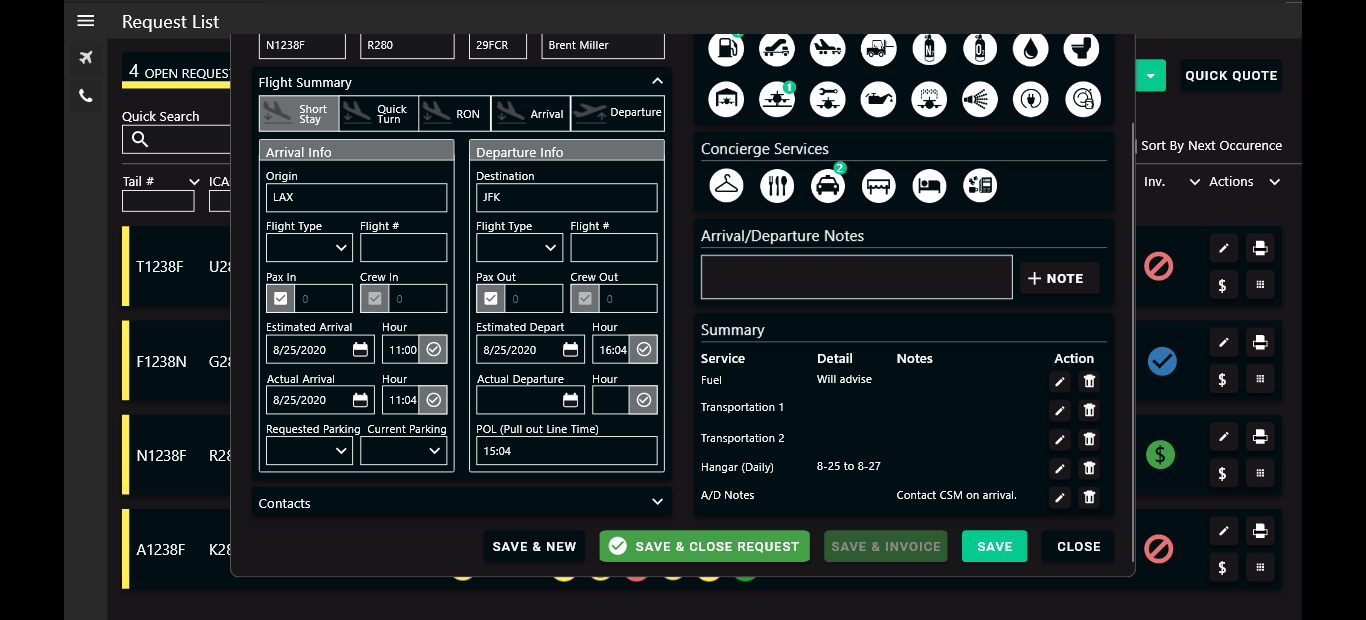 Request List
4 OPEN REQUEST
Quick Search
Tail #
ICA
T1238F
U28
F1238N
G28
N1238F
R28
A1238F
K28
N1238F
R280
29FCR
Brent Miller
Flight Summary
Short
Stay
Quick
Turn
RON
Arrival
Departure
Arrival Info
Origin
LAX
Flight Type
Flight #
Pax In
Crew In
0
0
Estimated Arrival
Hour
8/25/2020
11:00
Actual Arrival
Hour
8/25/2020
11:04
Requested Parking
Current Parking
Departure Info
Destination
JFK
Flight Type
Flight #
Pax Out
Crew Out
0
0
Estimated Depart
Hour
8/25/2020
16:04
Actual Departure
Hour
POL (Pull out Line Time)
15:04
Contacts
N2
O2
1
Concierge Services
2
Arrival/Departure Notes
+ NOTE
Summary
Service Detail Notes Action
Fuel Will advise
Transportation 1
Transportation 2
Hangar (Daily) 8-25 to 8-27
A/D Notes Contact CSM on arrival.
SAVE & NEW
SAVE & CLOSE REQUEST
SAVE & INVOICE
SAVE
CLOSE
QUICK QUOTE
Sort By Next Occurence
Inv.
Actions
$
$
$
$
$